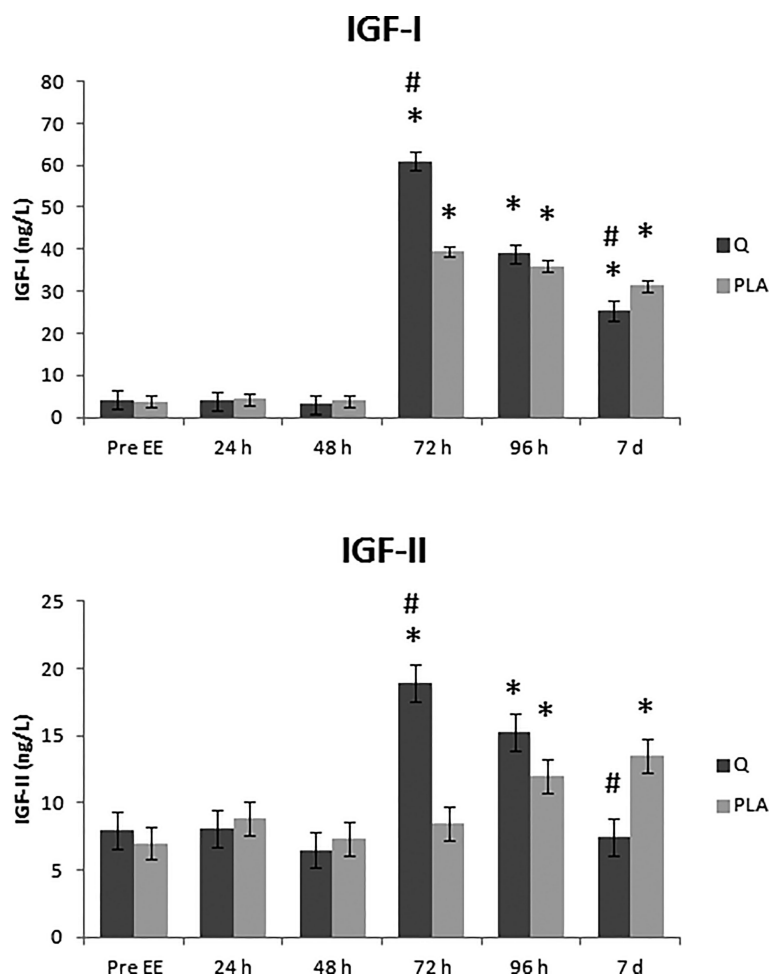 IGF-I
80
70
60
50
40
30
20
10
0
IGF-I (ng/L)
#
*
*
*
*
#
*
*
Q
PLA
Pre EE 24 h 48 h 72 h 96 h 7 d
IGF-II
25
20
15
10
5
0
IGF-II (ng/L)
#
*
*
*
#
*
Q
PLA
Pre EE 24 h 48 h 72 h 96 h 7 d